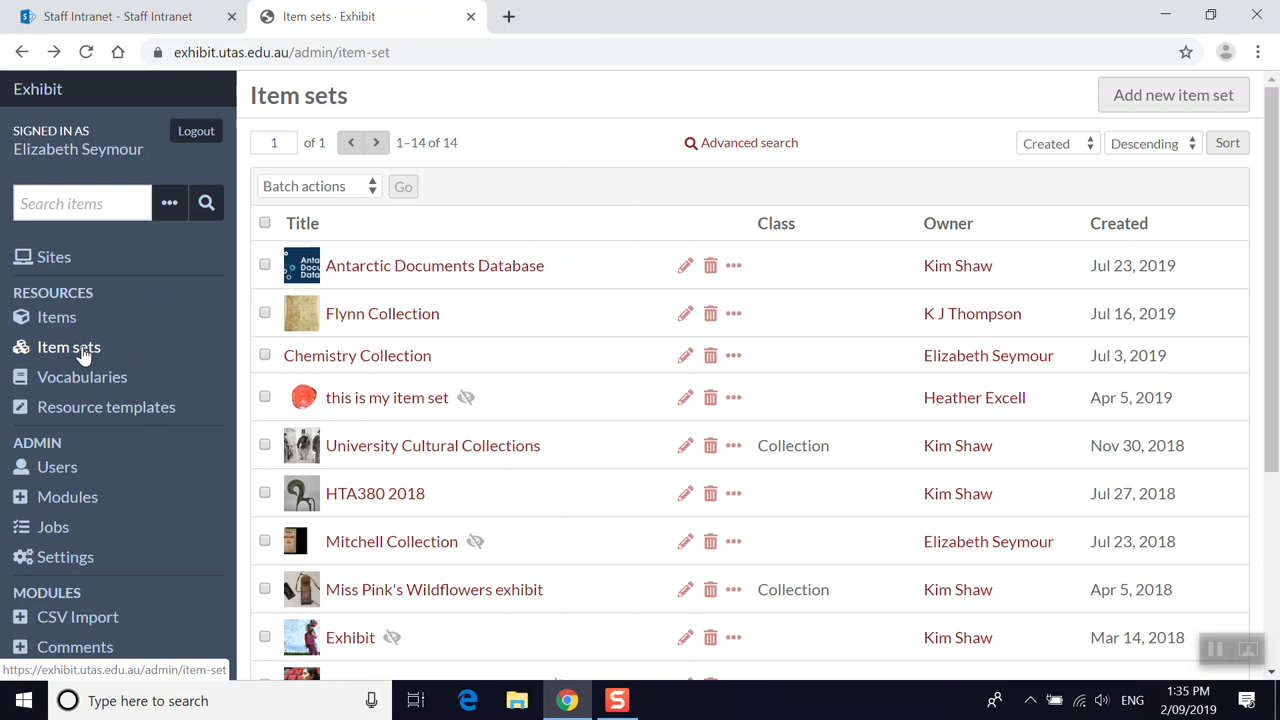 Staff Intranet - Staff Intranet
Item sets · Exhibit
exhibit.utas.edu.au/admin/item-set
Exhibit
SIGNED IN AS
Elizabeth Seymour
Logout
Search items
Sites
RESOURCES
Items
Item sets
Vocabularies
Resource templates
ADMIN
Users
Modules
Jobs
Settings
MODULES
CSV Import
Comments
https://exhibit.utas.edu.au/admin/item-set
Item sets
Add new item set
1 of 1 1–14 of 14
Advanced search
Created Descending Sort
Batch actions Go
Title Class Owner Created
Antarctic Documents Database Kim Shaw Jul 23, 2019
Flynn Collection K J Thompson Jul 16, 2019
Chemistry Collection Elizabeth Seymour Jul 3, 2019
this is my item set Heather Excell Apr 5, 2019
University Cultural Collections Collection Kim Shaw Nov 30, 2018
HTA380 2018 Kim Shaw Jul 27, 2018
Mitchell Collection Elizabeth Seymour Jul 23, 2018
Miss Pink's Wildflowers exhibit Collection Kim Shaw Apr 5, 2018
Exhibit Kim Shaw Mar 14, 2018
Type here to search
ENG
1:35 PM
2/09/2019